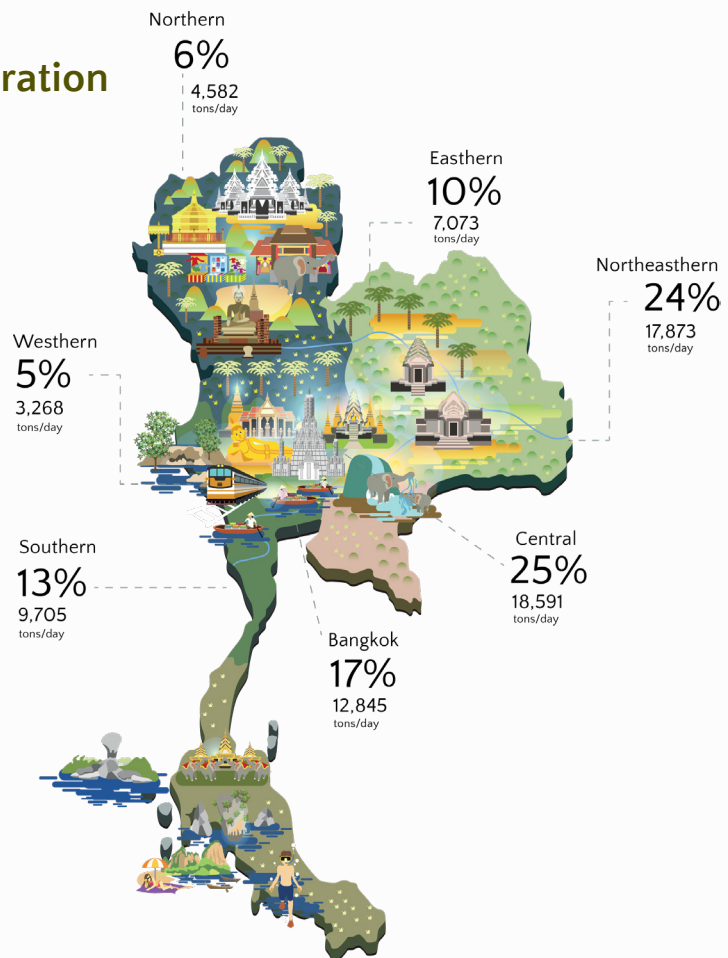 Northern
6%
4,582
tons/day
ration
Easthern
10%
7,073
tons/day
Northeasthern
24%
17,873
tons/day
Westhern
5%
3,268
tons/day
Southern
13%
9,705
tons/day
Central
25%
18,591
tons/day
Bangkok
17%
12,845
tons/day